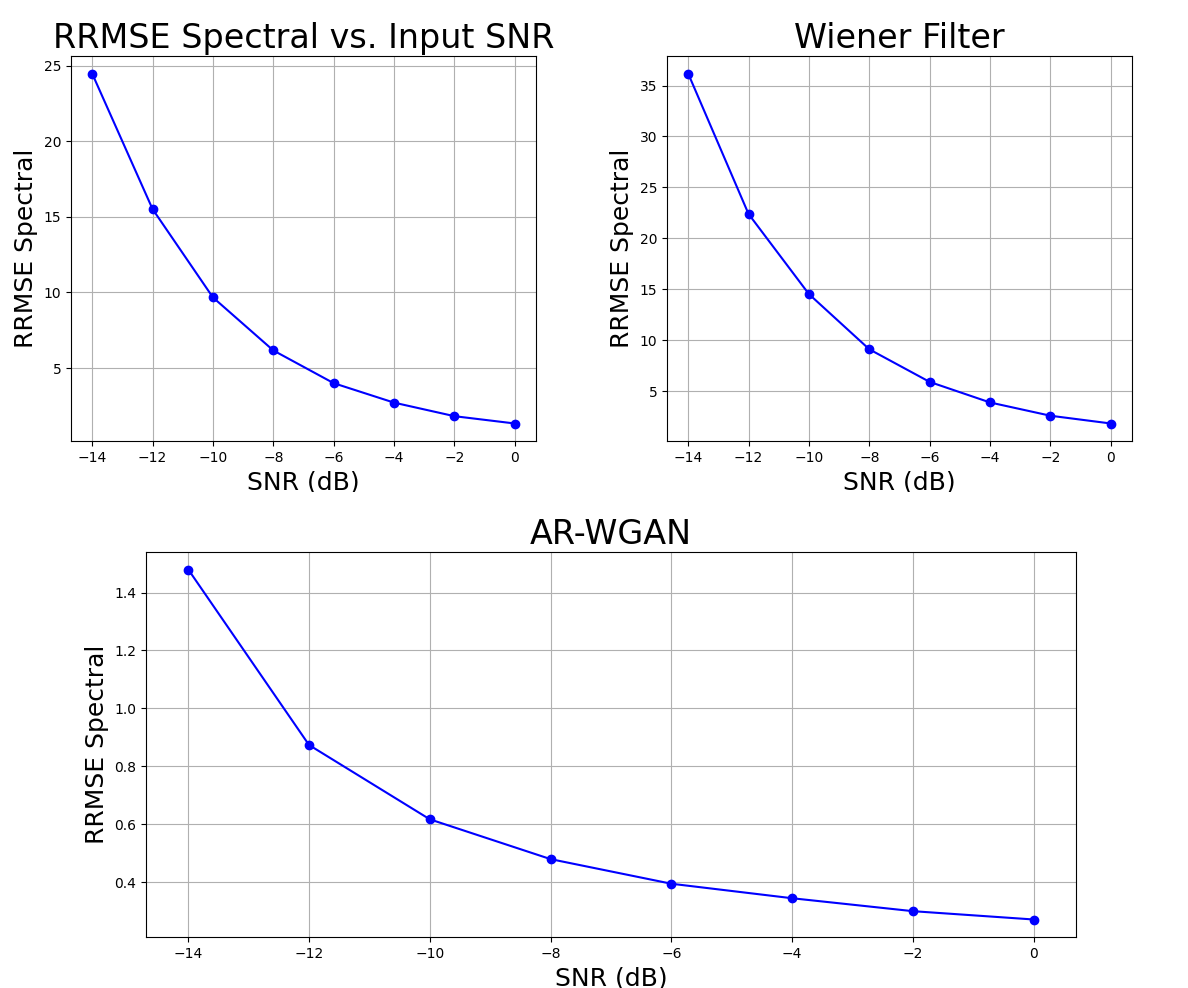 RRMSE Spectral vs. Input SNR
RRMSE Spectral
25
20
15
10
5
−14 −12 −10 −8 −6 −4 −2 0
SNR (dB)
Wiener Filter
RRMSE Spectral
35
30
25
20
15
10
5
−14 −12 −10 −8 −6 −4 −2 0
SNR (dB)
AR-WGAN
RRMSE Spectral
1.4
1.2
1.0
0.8
0.6
0.4
−14 −12 −10 −8 −6 −4 −2 0
SNR (dB)